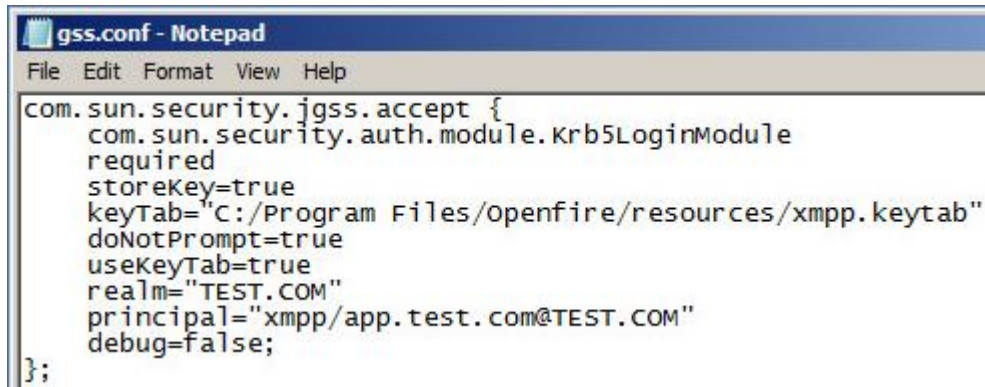 gss.conf - Notepad
File Edit Format View Help
com.sun.security.jgss.accept {
    com.sun.security.auth.module.Krb5LoginModule
    required
    storeKey=true
    keyTab="C:/Program Files/Openfire/resources/xmpp.keytab"
    doNotPrompt=true
    useKeyTab=true
    realm="TEST.COM"
    principal="xmpp/app.test.com@TEST.COM"
    debug=false;
};